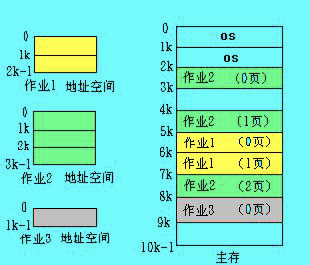 0
1k
2k-1
作业1 地址空间
0
1k
2k
3k-1
作业2 地址空间
0
1k-1
作业3 地址空间
0
OS
1k
OS
2k
作业2 (0页)
3k
4k
作业2 (1页)
5k
作业1 (0页)
6k
作业1 (1页)
7k
作业2 (2页)
8k
作业3 (0页)
9k
10k-1
主存